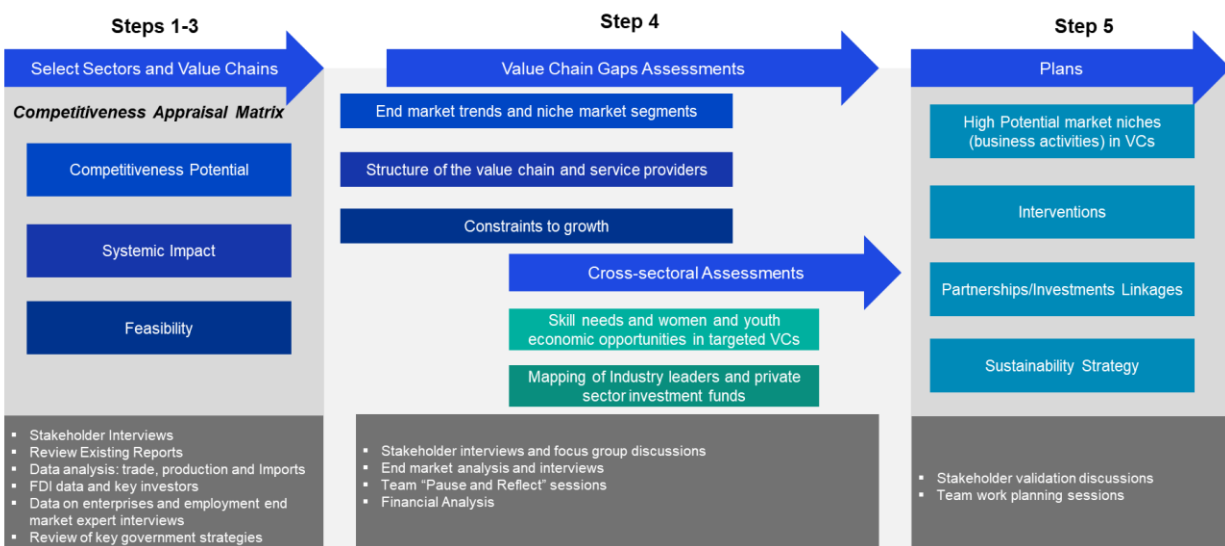 Steps 1-3
Select Sectors and Value Chains
Competitiveness Appraisal Matrix
Competitiveness Potential
Systemic Impact
Feasibility
▪ Stakeholder Interviews
▪ Review Existing Reports
▪ Data analysis: trade, production and Imports
▪ FDI data and key investors
▪ Data on enterprises and employment end
market expert interviews
▪ Review of key government strategies
Step 4
Value Chain Gaps Assessments
End market trends and niche market segments
Structure of the value chain and service providers
Constraints to growth
Cross-sectoral Assessments
Skill needs and women and youth
economic opportunities in targeted VCs
Mapping of Industry leaders and private
sector investment funds
▪ Stakeholder interviews and focus group discussions
▪ End market analysis and interviews
▪ Team “Pause and Reflect” sessions
▪ Financial Analysis
Step 5
Plans
High Potential market niches
(business activities) in VCs
Interventions
Partnerships/Investments Linkages
Sustainability Strategy
▪ Stakeholder validation discussions
▪ Team work planning sessions